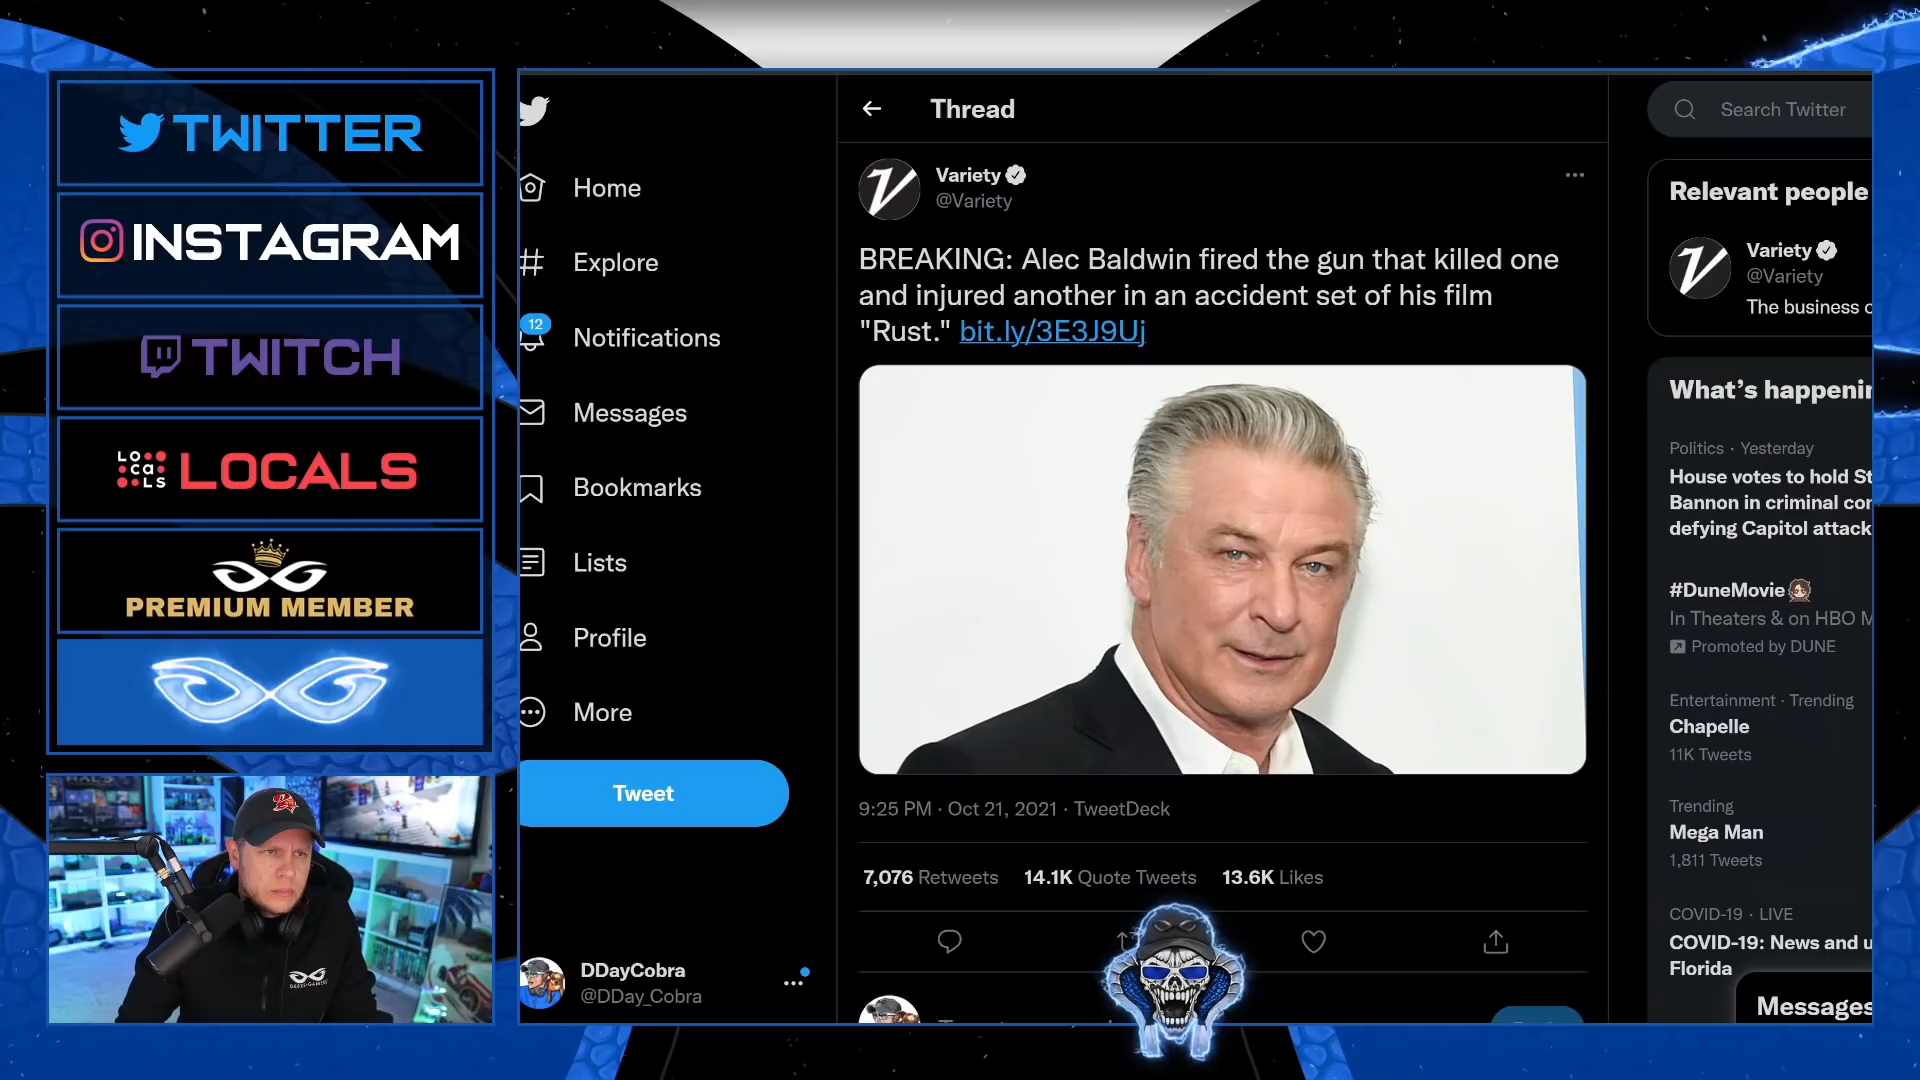 TWITTER
INSTAGRAM
TWITCH
LOCALS
LOCALS
PREMIUM MEMBER
Home
Explore
12
Notifications
Messages
Bookmarks
Lists
Profile
More
Tweet
DDayCobra
@DDay_Cobra
Thread
Variety
@Variety
BREAKING: Alec Baldwin fired the gun that killed one
and injured another in an accident set of his film
"Rust." bit.ly/3E3J9Uj
9:25 PM · Oct 21, 2021 · TweetDeck
7,076 Retweets 14.1K Quote Tweets 13.6K Likes
Search Twitter
Relevant people
Variety
@Variety
The business o
What's happenin
Politics · Yesterday
House votes to hold St
Bannon in criminal con
defying Capitol attack
#DuneMovie
In Theaters & on HBO M
Promoted by DUNE
Entertainment · Trending
Chapelle
11K Tweets
Trending
Mega Man
1,811 Tweets
COVID-19 · LIVE
COVID-19: News and u
Florida
Messages